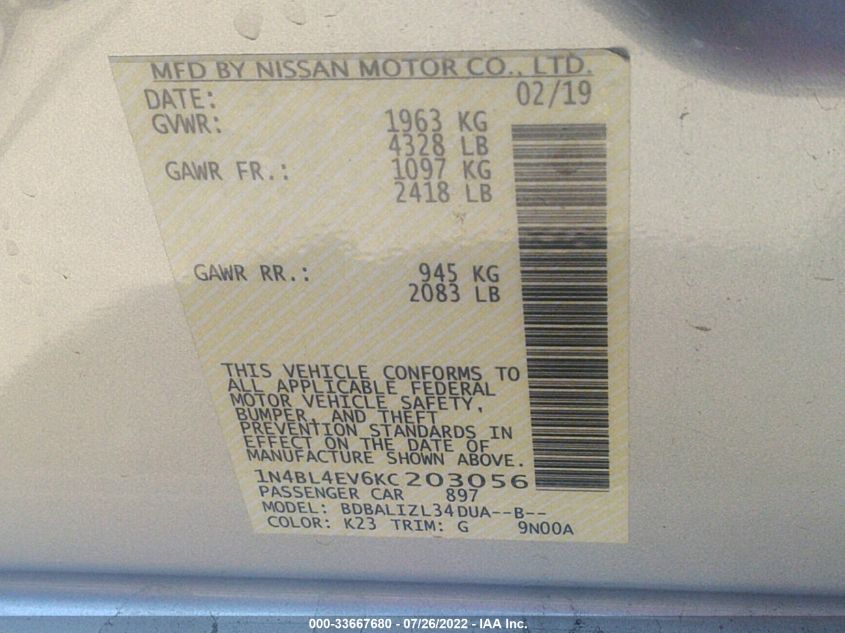 MFD BY NISSAN MOTOR CO., LTD.
DATE: 02/19
GVWR: 1963 KG
4328 LB
GAWR FR.: 1097 KG
2418 LB
GAWR RR.: 945 KG
2083 LB
THIS VEHICLE CONFORMS TO
ALL APPLICABLE FEDERAL
MOTOR VEHICLE SAFETY,
BUMPER, AND THEFT
PREVENTION STANDARDS IN
EFFECT ON THE DATE OF
MANUFACTURE SHOWN ABOVE.
1N4BL4EV6KC203056
PASSENGER CAR 897
MODEL: BDBALIZL34DUA--B--
COLOR: K23 TRIM: G 9N00A
000-33667680 - 07/26/2022 - IAA Inc.